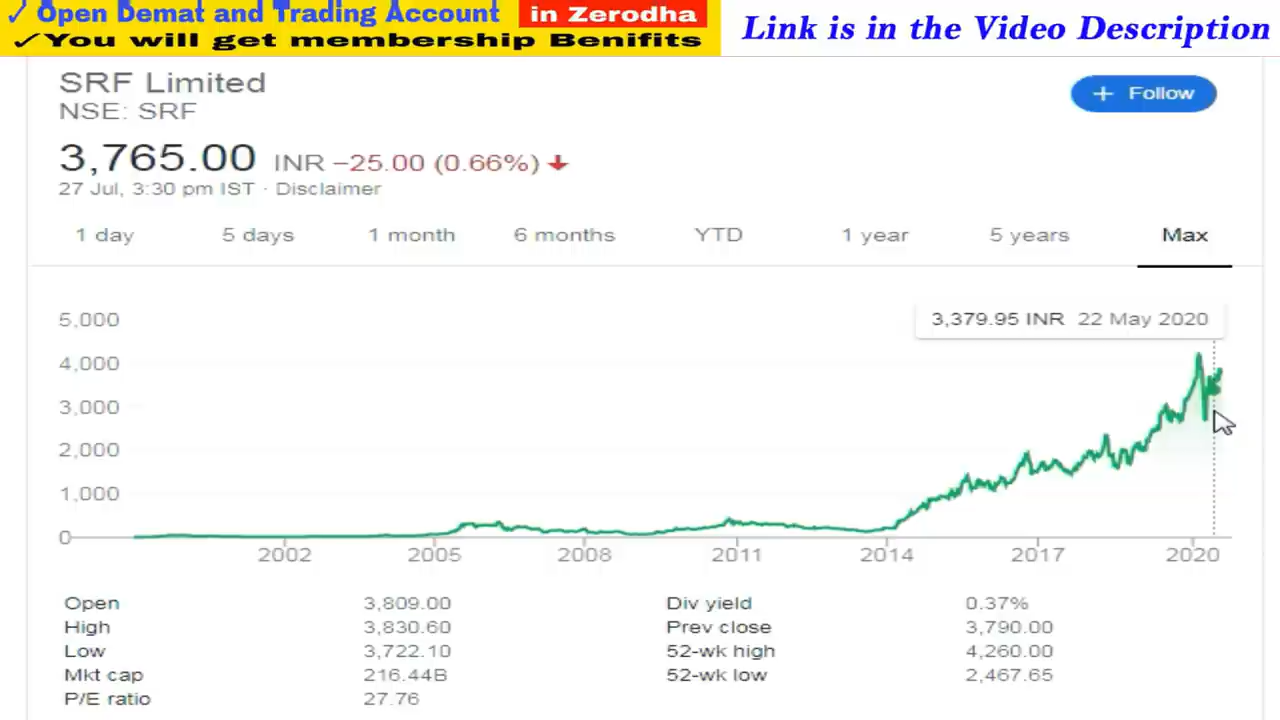 ✓ Open Demat and Trading Account in Zerodha
✓You will get membership Benifits
Link is in the Video Description
SRF Limited
NSE: SRF
+ Follow
3,765.00 INR −25.00 (0.66%) ↓
27 Jul, 3:30 pm IST · Disclaimer
1 day 5 days 1 month 6 months YTD 1 year 5 years Max
3,379.95 INR 22 May 2020
5,000
4,000
3,000
2,000
1,000
0
2002 2005 2008 2011 2014 2017 2020
Open 3,809.00 Div yield 0.37%
High 3,830.60 Prev close 3,790.00
Low 3,722.10 52-wk high 4,260.00
Mkt cap 216.44B 52-wk low 2,467.65
P/E ratio 27.76